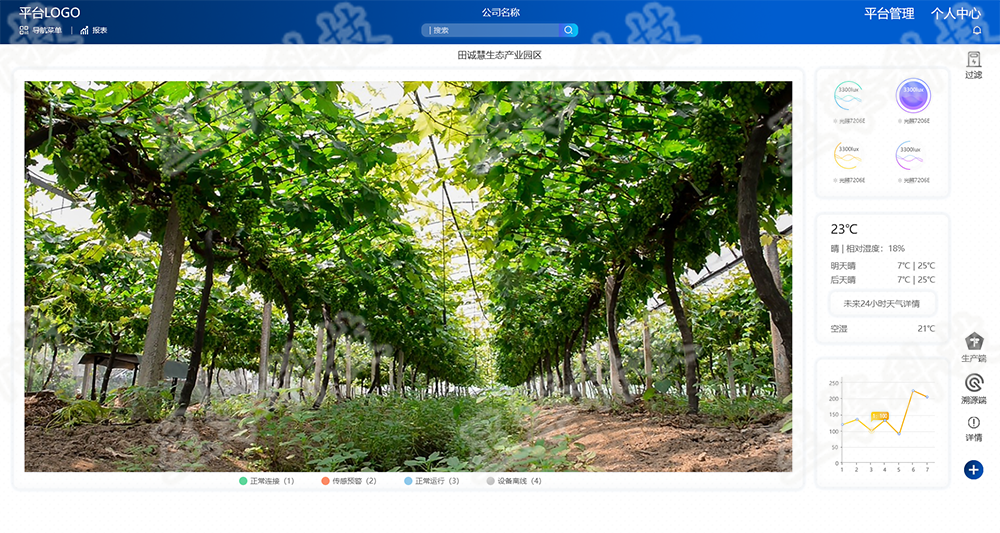 平台LOGO
公司名称
平台管理 个人中心
导航菜单 | 报表
搜索
田诚慧生态产业园区
过滤
3300lux
3300lux
光照7206E
光照7206E
3300lux
3300lux
光照7206E
光照7206E
23℃
晴 | 相对湿度：18%
明天晴 7℃ | 25℃
后天晴 7℃ | 25℃
未来24小时天气详情
空湿 21℃
生产端
溯源端
详情
250
200
150
100
50
0
1 2 3 4 5 6 7
正常连接（1） 传感预警（2） 正常运行（3） 设备离线（4）